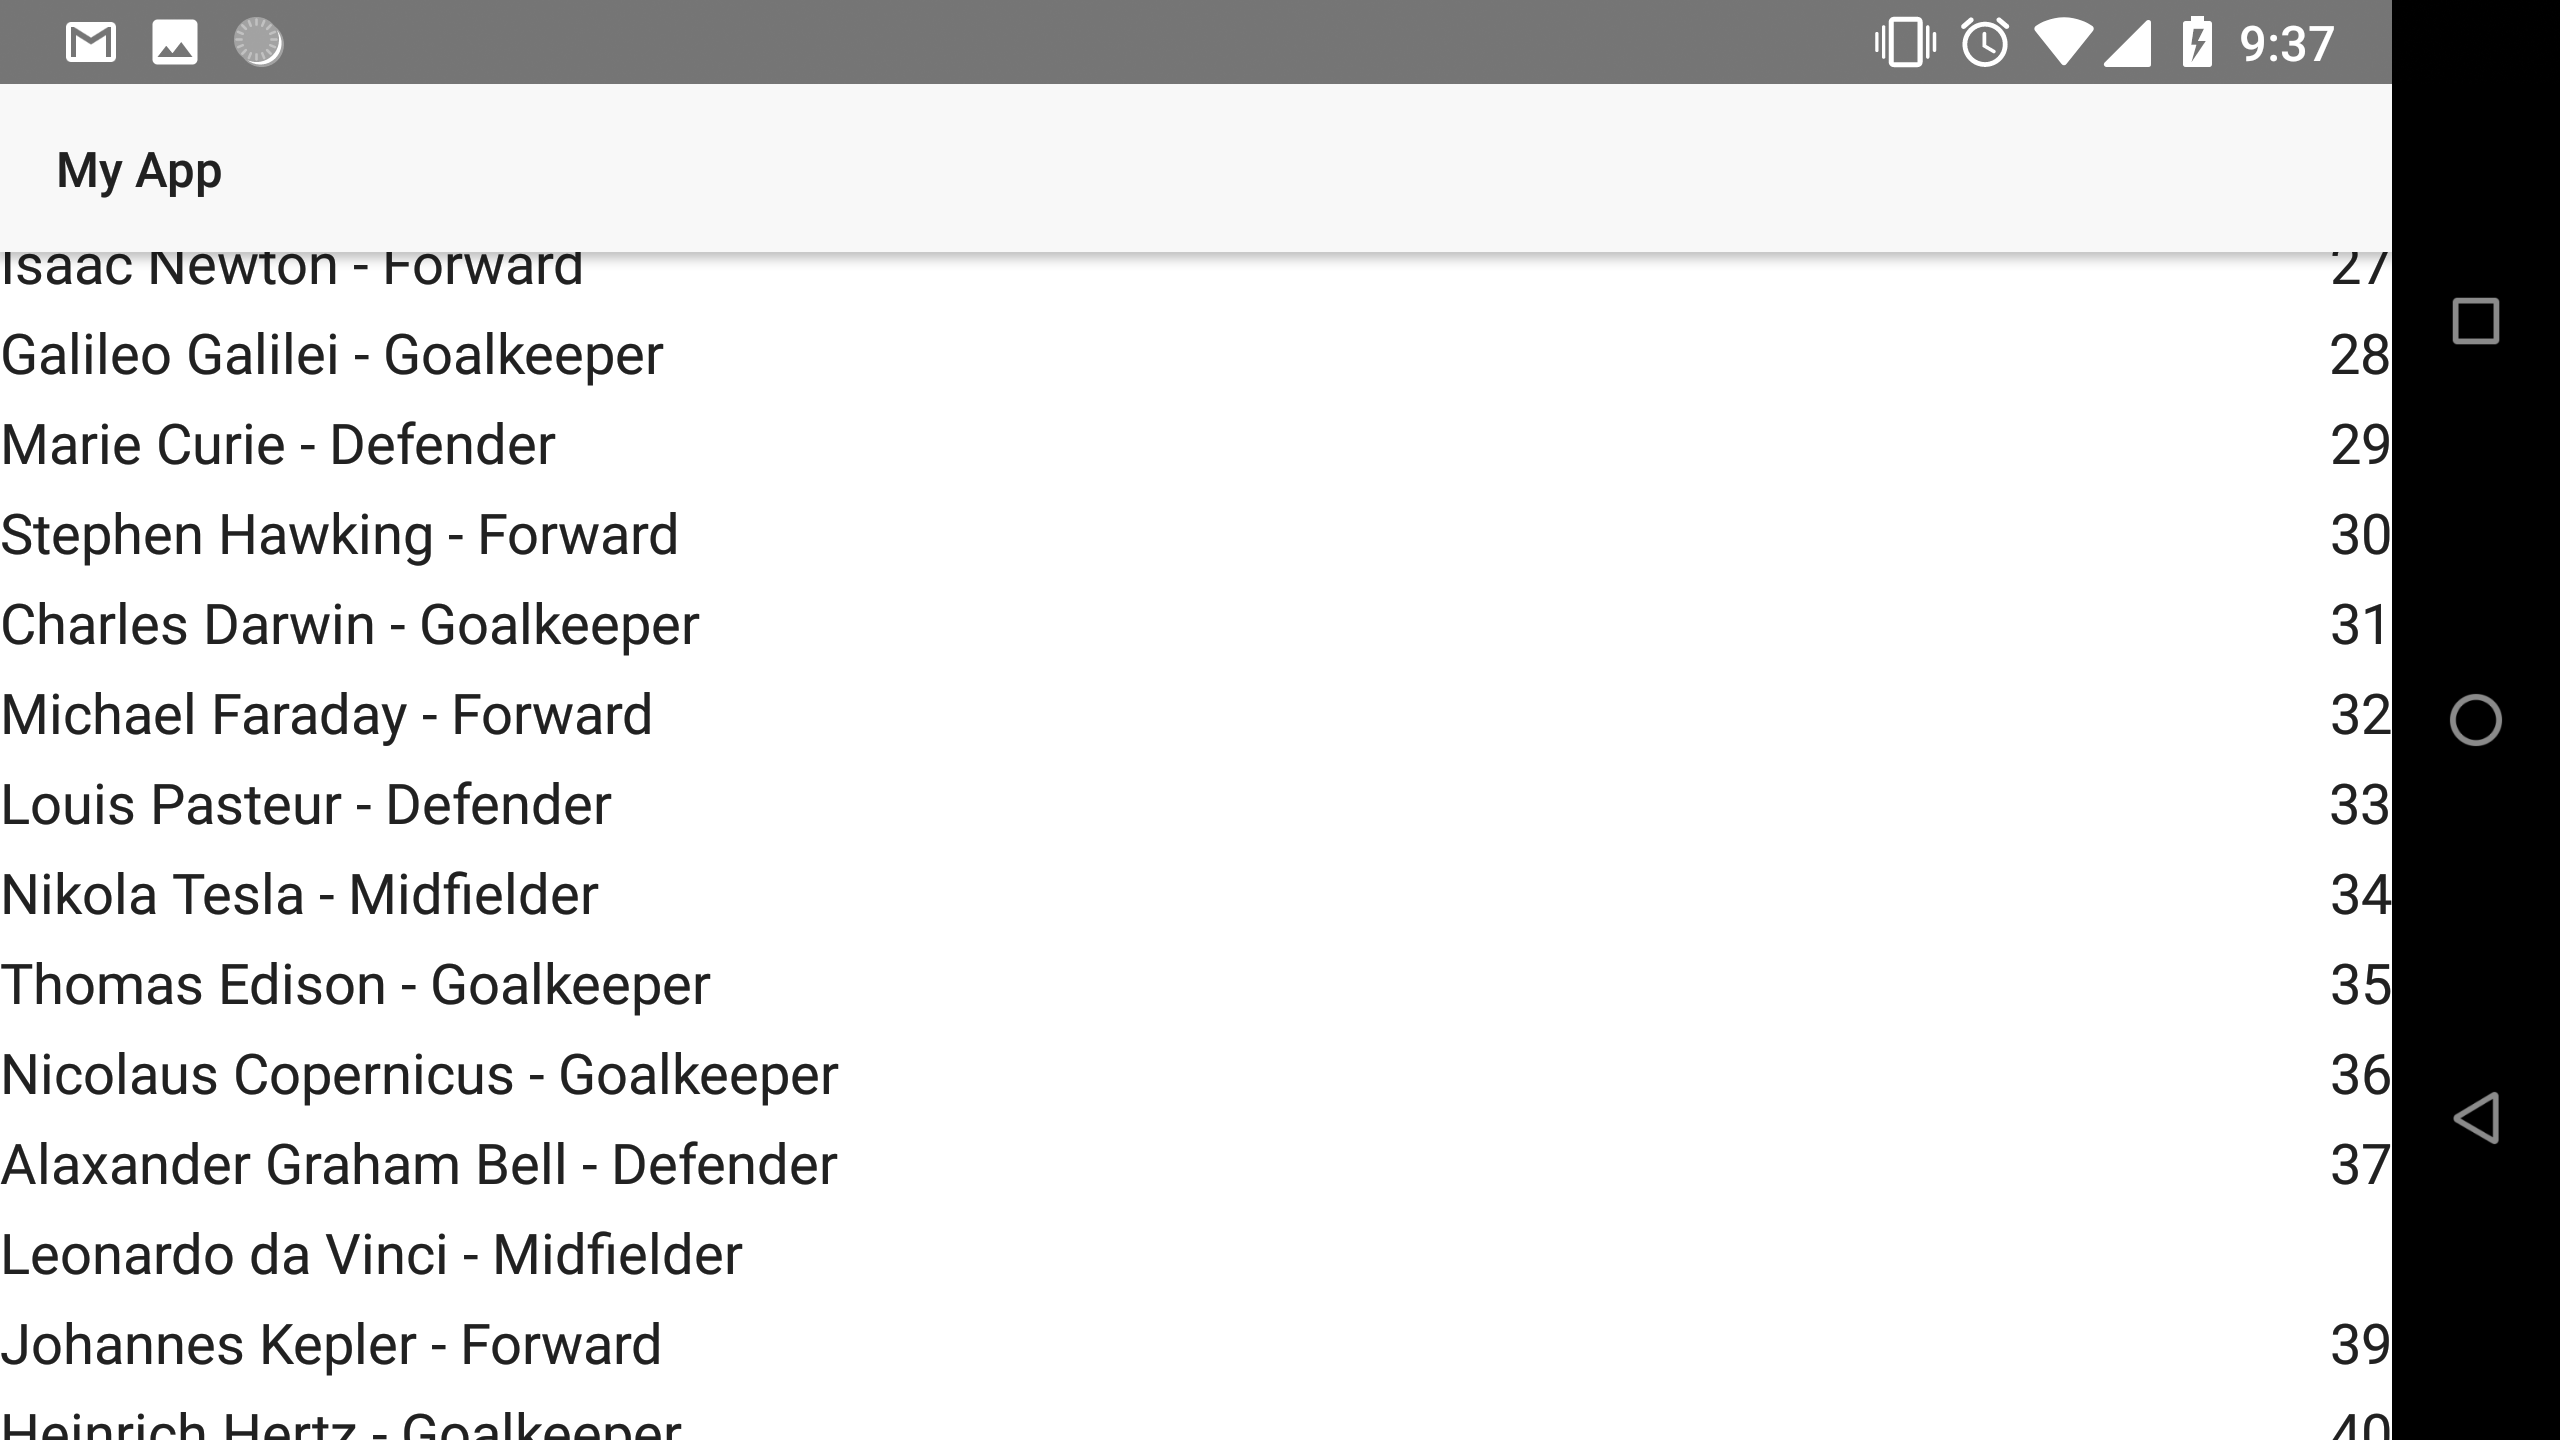 9:37
My App
Isaac Newton - Forward 27
Galileo Galilei - Goalkeeper 28
Marie Curie - Defender 29
Stephen Hawking - Forward 30
Charles Darwin - Goalkeeper 31
Michael Faraday - Forward 32
Louis Pasteur - Defender 33
Nikola Tesla - Midfielder 34
Thomas Edison - Goalkeeper 35
Nicolaus Copernicus - Goalkeeper 36
Alaxander Graham Bell - Defender 37
Leonardo da Vinci - Midfielder
Johannes Kepler - Forward 39
Heinrich Hertz - Goalkeeper 40